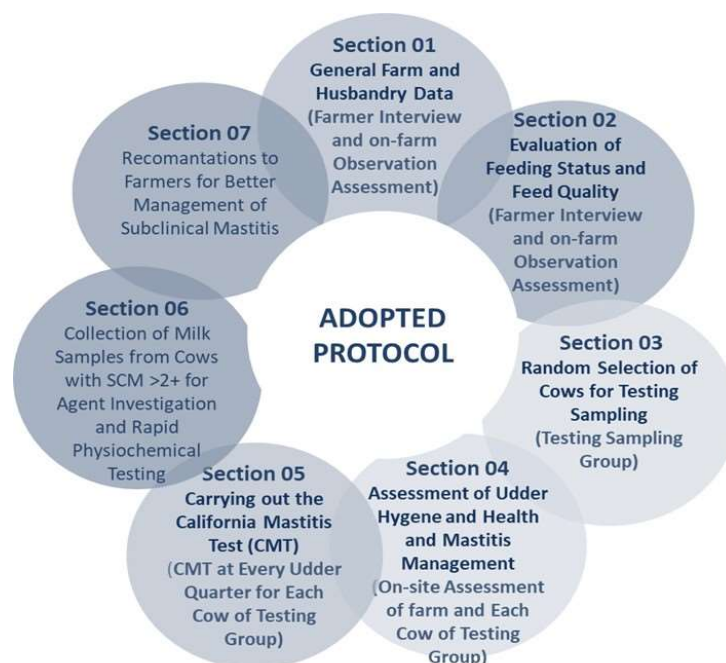 Section 01
General Farm and
Husbandry Data
(Farmer Interview
and on-farm
Observation
Assessment)
Section 02
Evaluation of
Feeding Status and
Feed Quality
(Farmer Interview
and on-farm
Observation
Assessment)
Section 03
Random Selection of
Cows for Testing
Sampling
(Testing Sampling
Group)
Section 04
Assessment of Udder
Hygene and Health
and Mastitis
Management
(On-site Assessment
of farm and Each
Cow of Testing
Group)
Section 05
Carrying out the
California Mastitis
Test (CMT)
(CMT at Every Udder
Quarter for Each
Cow of Testing
Group)
Section 06
Collection of Milk
Samples from Cows
with SCM >2+ for
Agent Investigation
and Rapid
Physiochemical
Testing
Section 07
Recomantations to
Farmers for Better
Management of
Subclinical Mastitis
ADOPTED
PROTOCOL